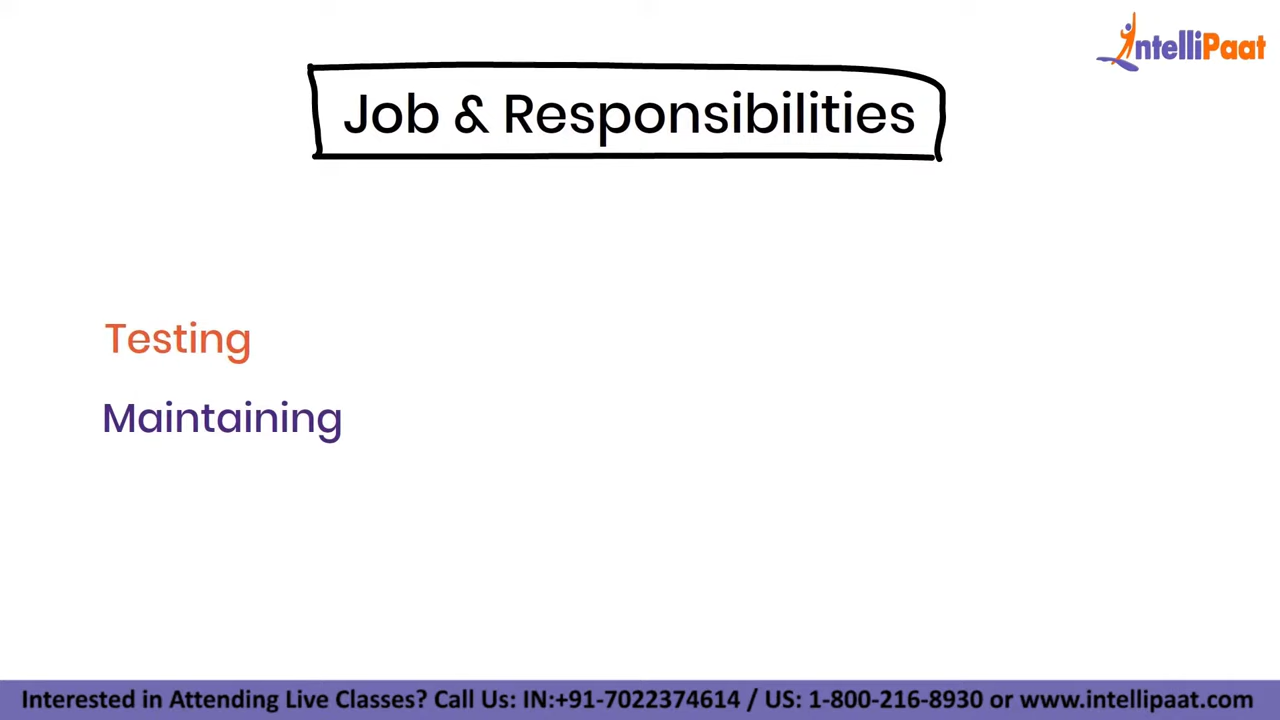 IntelliPaat
Job & Responsibilities
Testing
Maintaining
Interested in Attending Live Classes? Call Us: IN:+91-7022374614 / US: 1-800-216-8930 or www.intellipaat.com